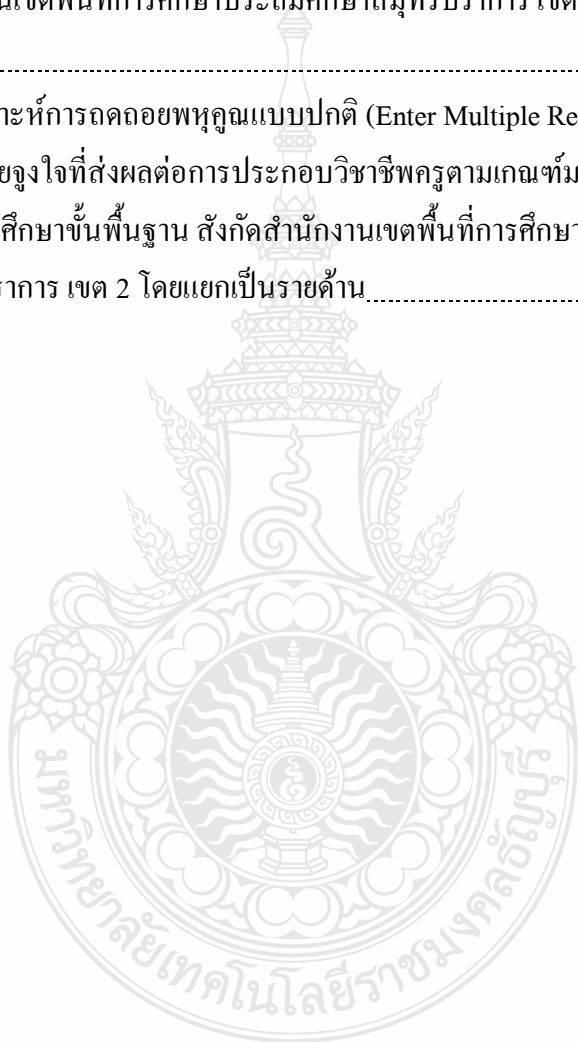 นเขตพื้นที่การศึกษาประถมศึกษาสมุทรปราการ เขต
าะห์การถดถอยพหุคูณแบบปกติ (Enter Multiple Re
ยจูงใจที่ส่งผลต่อการประกอบวิชาชีพครูตามเกณฑ์ม
ศึกษาขั้นพื้นฐาน สังกัดสำนักงานเขตพื้นที่การศึกษา
ราการ เขต 2 โดยแยกเป็นรายด้าน
มหาวิทยาลัยเทคโนโลยีราชมงคลธัญบุรี